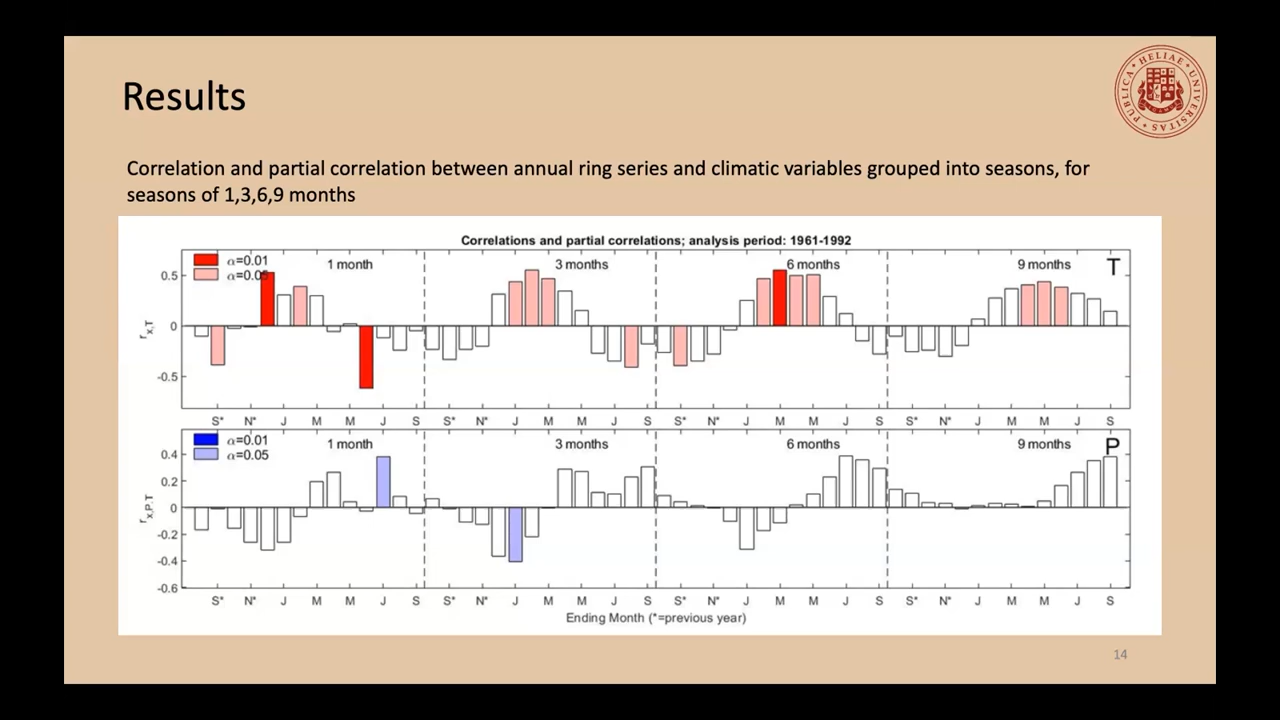 Results
PUBLICA • HELIAE • UNIVERSITAS
Correlation and partial correlation between annual ring series and climatic variables grouped into seasons, for
seasons of 1,3,6,9 months
Correlations and partial correlations; analysis period: 1961-1992
α=0.01
α=0.05
1 month
3 months
6 months
9 months
T
0.5
0
-0.5
r x,T
S* N* J M M J S S* N* J M M J S S* N* J M M J S S* N* J M M J S
α=0.01
α=0.05
1 month
3 months
6 months
9 months
P
0.4
0.2
0
-0.2
-0.4
-0.6
r x,P.T
S* N* J M M J S S* N* J M M J S S* N* J M M J S S* N* J M M J S
Ending Month (*=previous year)
14